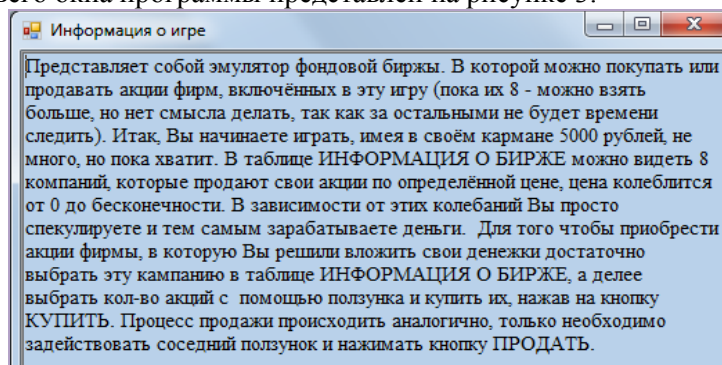 его окна программы представлен на рисунке 3.
Информация о игре
Представляет собой эмулятор фондовой биржы. В которой можно покупать или
продавать акции фирм, включённых в эту игру (пока их 8 - можно взять
больше, но нет смысла делать, так как за остальными не будет времени
следить). Итак, Вы начинаете играть, имея в своём кармане 5000 рублей, не
много, но пока хватит. В таблице ИНФОРМАЦИЯ О БИРЖЕ можно видеть 8
компаний, которые продают свои акции по определённой цене, цена колеблится
от 0 до бесконечности. В зависимости от этих колебаний Вы просто
спекулируете и тем самым зарабатываете деньги.  Для того чтобы приобрести
акции фирмы, в которую Вы решили вложить свои денежки достаточно
выбрать эту кампанию в таблице ИНФОРМАЦИЯ О БИРЖЕ, а делее
выбрать кол-во акций с  помощью ползунка и купить их, нажав на кнопку
КУПИТЬ. Процесс продажи происходить аналогично, только необходимо
задействовать соседний ползунок и нажимать кнопку ПРОДАТЬ.